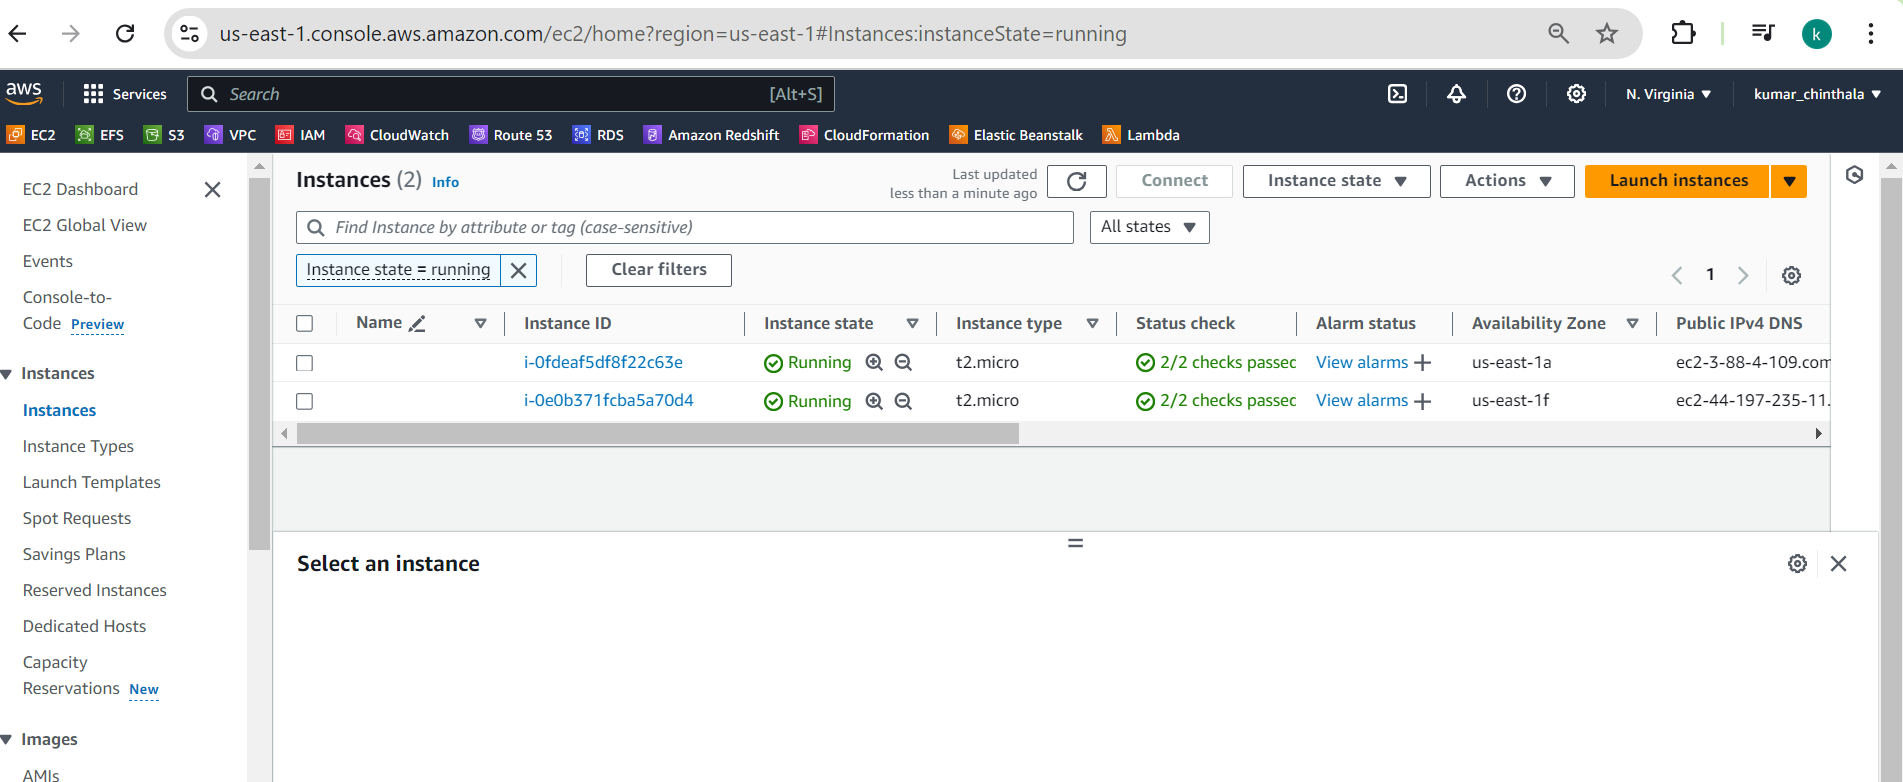 us-east-1.console.aws.amazon.com/ec2/home?region=us-east-1#Instances:instanceState=running
k
aws
Services
Search
[Alt+S]
N. Virginia
kumar_chinthala
EC2 EFS S3 VPC IAM CloudWatch Route 53 RDS Amazon Redshift CloudFormation Elastic Beanstalk Lambda
EC2 Dashboard
EC2 Global View
Events
Console-to-
Code Preview
Instances
Instances
Instance Types
Launch Templates
Spot Requests
Savings Plans
Reserved Instances
Dedicated Hosts
Capacity
Reservations New
Images
AMIs
Instances (2) Info
Last updated
less than a minute ago
Connect
Instance state
Actions
Launch instances
Find Instance by attribute or tag (case-sensitive)
All states
Instance state = running
Clear filters
1
Name Instance ID Instance state Instance type Status check Alarm status Availability Zone Public IPv4 DNS
i-0fdeaf5df8f22c63e Running t2.micro 2/2 checks passed View alarms us-east-1a ec2-3-88-4-109.com
i-0e0b371fcba5a70d4 Running t2.micro 2/2 checks passed View alarms us-east-1f ec2-44-197-235-11.
Select an instance